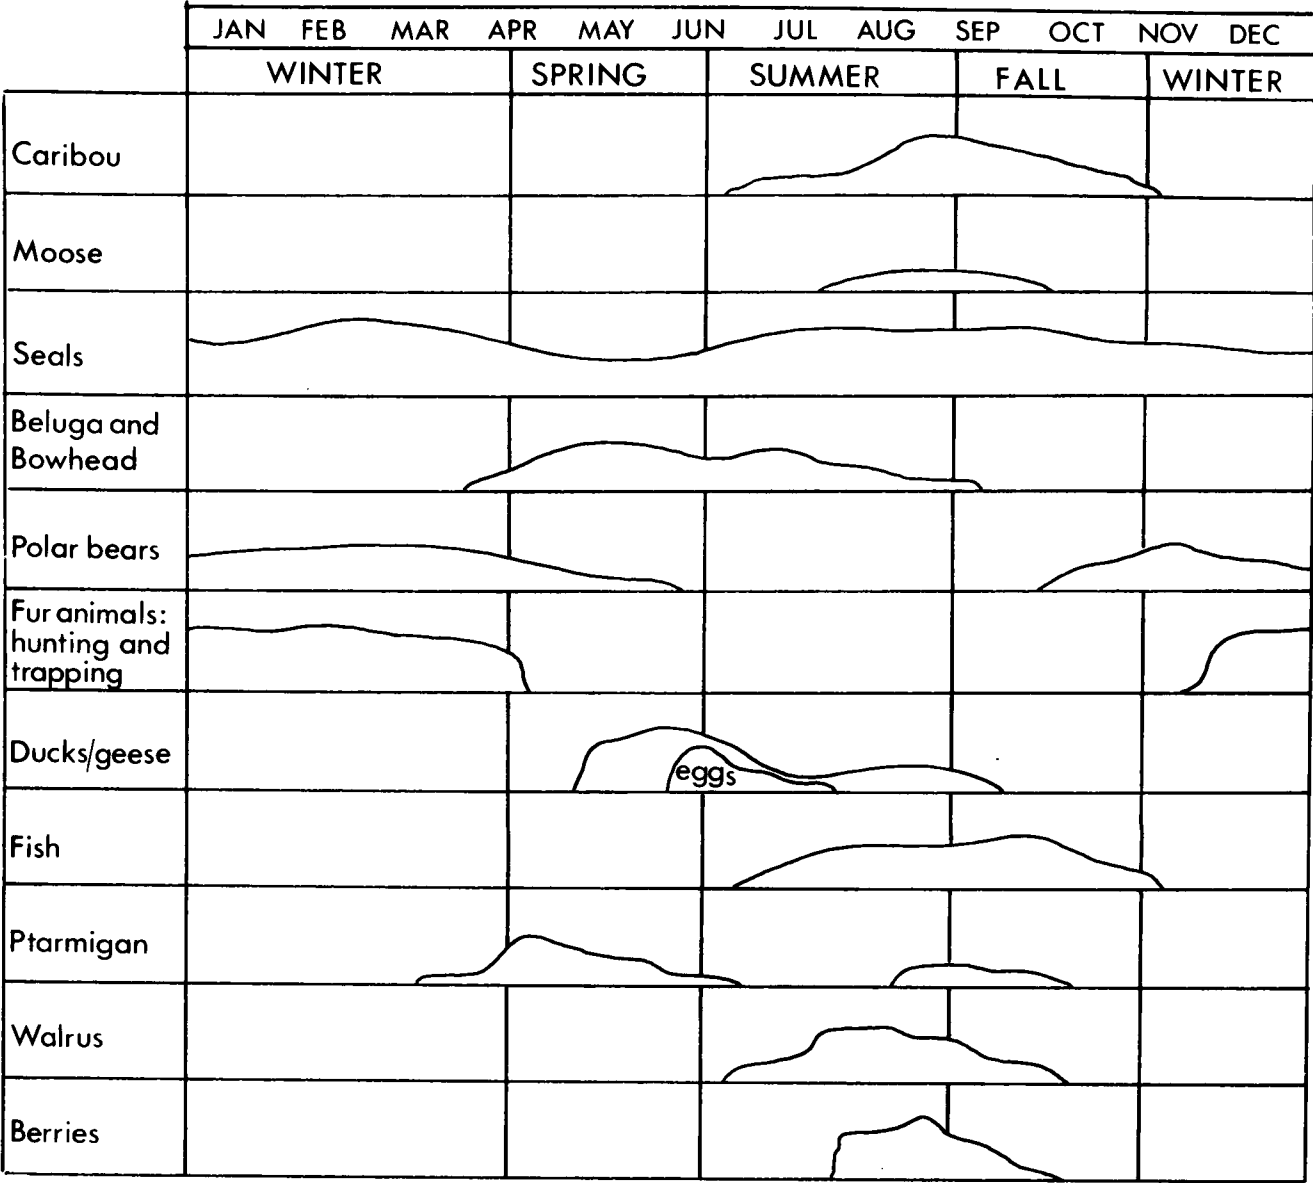 JAN FEB MAR APR MAY JUN JUL AUG SEP OCT NOV DEC
WINTER SPRING SUMMER FALL WINTER
Caribou
Moose
Seals
Beluga and
Bowhead
Polar bears
Fur animals:
hunting and
trapping
Ducks/geese
eggs
Fish
Ptarmigan
Walrus
Berries